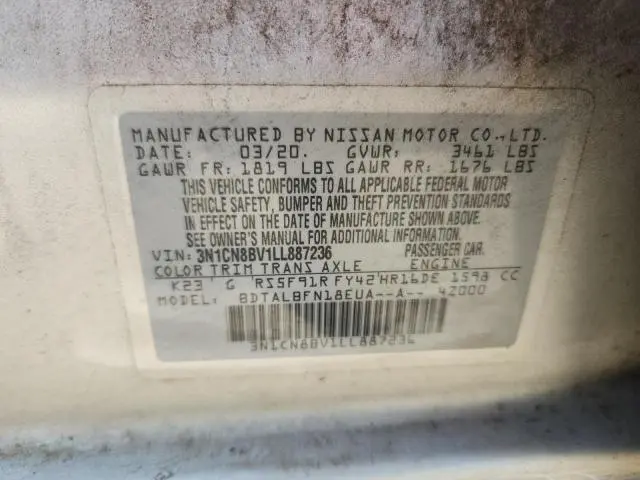 MANUFACTURED BY NISSAN MOTOR CO.,LTD.
DATE: 03/20. GVWR: 3461 LBS
GAWR FR: 1819 LBS GAWR RR: 1676 LBS
THIS VEHICLE CONFORMS TO ALL APPLICABLE FEDERAL MOTOR
VEHICLE SAFETY, BUMPER AND THEFT PREVENTION STANDARDS
IN EFFECT ON THE DATE OF MANUFACTURE SHOWN ABOVE.
SEE OWNER'S MANUAL FOR ADDITIONAL INFORMATION
VIN: 3N1CN8BV1LL887236 PASSENGER CAR.
COLOR TRIM TRANS AXLE ENGINE
K23 G RS5F91R FY42 HR16DE 1598 CC
BDTALBFN18EUA--A-- 42000
3N1CN8BV1LL887236